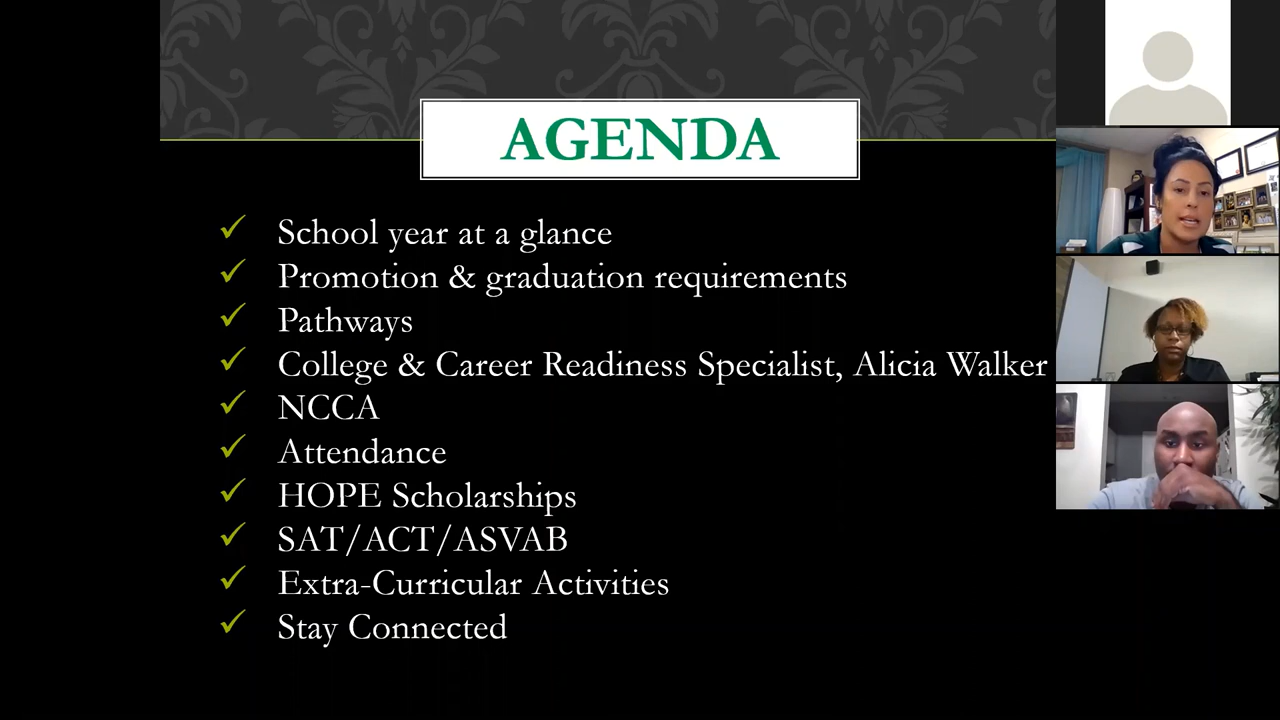 AGENDA
School year at a glance
Promotion & graduation requirements
Pathways
College & Career Readiness Specialist, Alicia Walker
NCCA
Attendance
HOPE Scholarships
SAT/ACT/ASVAB
Extra-Curricular Activities
Stay Connected